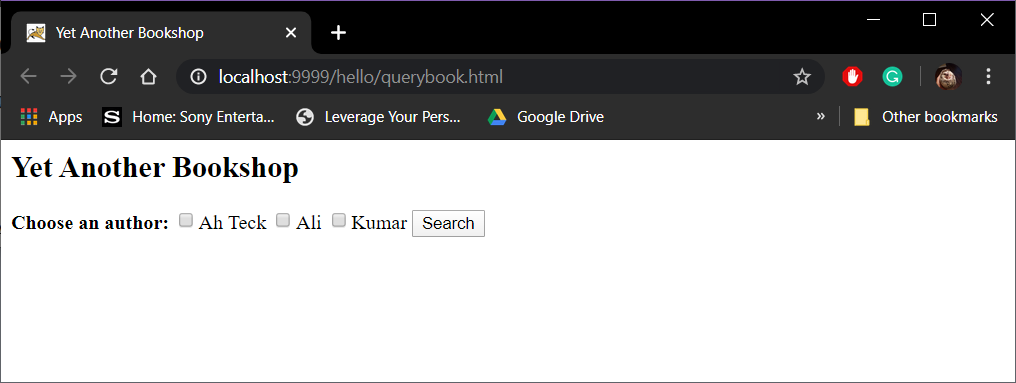 Yet Another Bookshop
localhost:9999/hello/querybook.html
Apps Home: Sony Enterta... Leverage Your Pers... Google Drive » Other bookmarks
Yet Another Bookshop
Choose an author: Ah Teck Ali Kumar Search